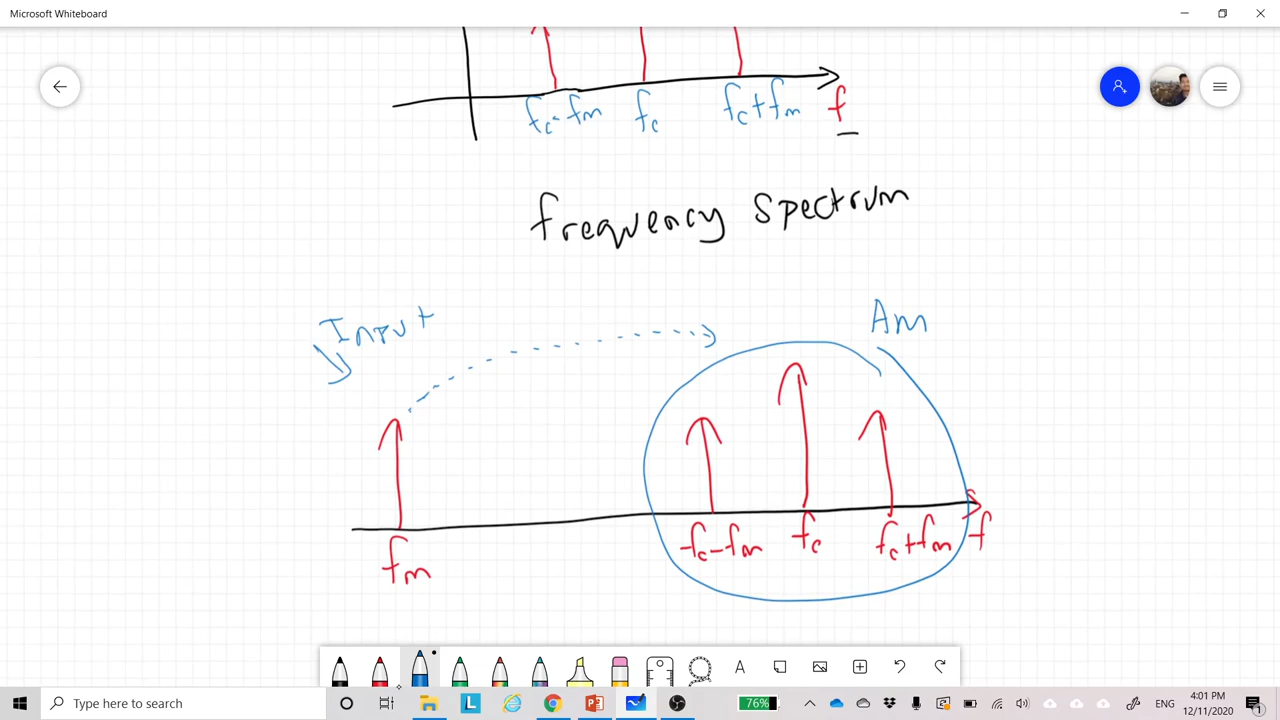 Microsoft Whiteboard
fc-fm fc fc+fm f
frequency spectrum
Input
Am
fm fc-fm fc fc+fm f
A
Type here to search
L
76%
ENG
4:01 PM
12/11/2020
1